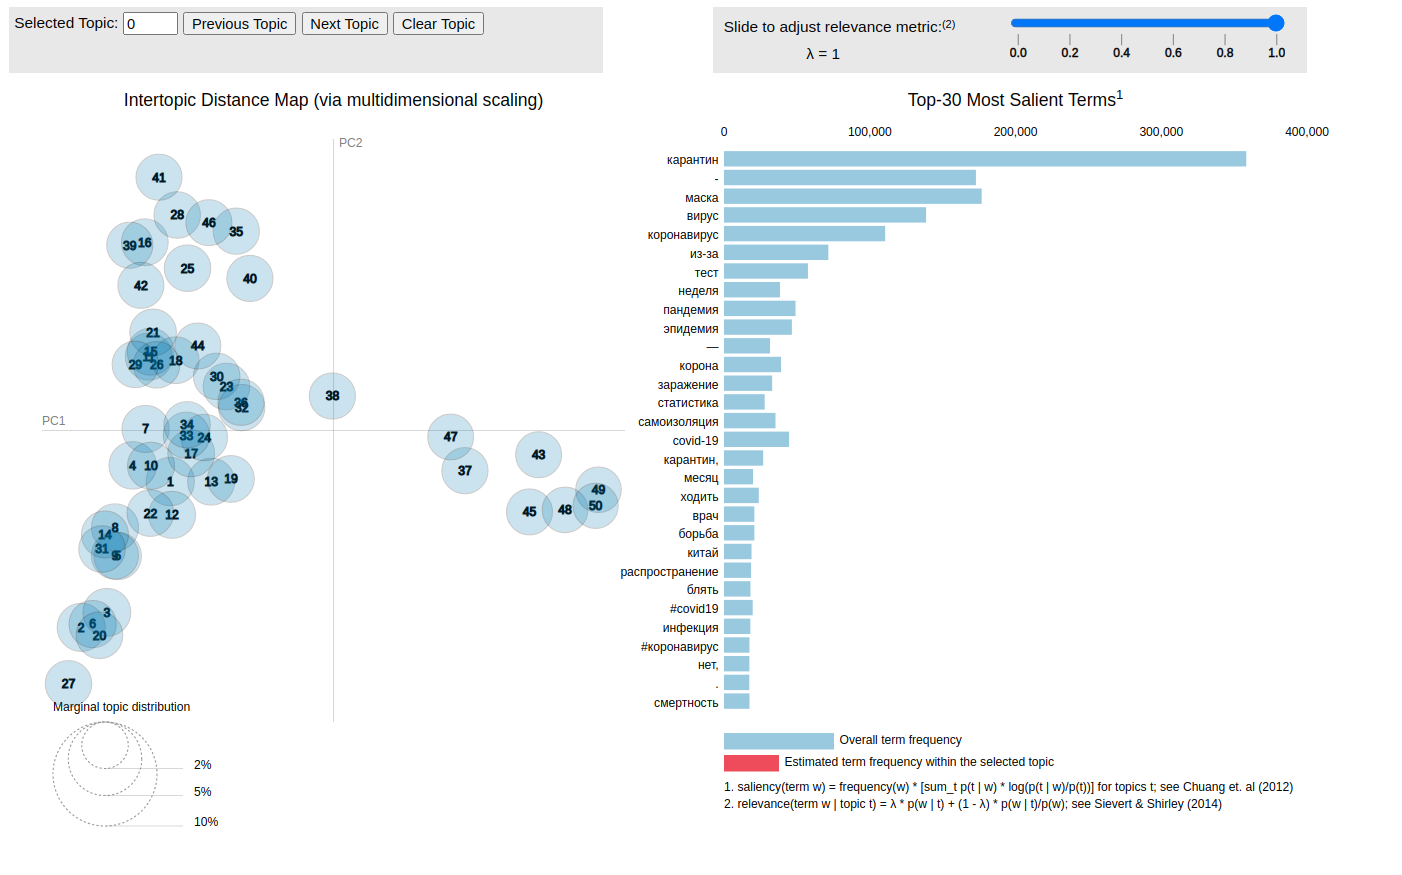 Selected Topic: 0 Previous Topic Next Topic Clear Topic
Slide to adjust relevance metric:(2)
λ = 1
0.0 0.2 0.4 0.6 0.8 1.0
Intertopic Distance Map (via multidimensional scaling)
PC2
PC1
41
28
46
35
39
16
25
40
42
21
44
15
11
29
26
18
30
23
36
32
38
7
34
33
24
47
17
43
4
10
37
1
13
19
49
50
45
48
22
12
8
14
31
9
5
3
2
6
20
27
Marginal topic distribution
2%
5%
10%
Top-30 Most Salient Terms1
0 100,000 200,000 300,000 400,000
карантин
-
маска
вирус
коронавирус
из-за
тест
неделя
пандемия
эпидемия
—
корона
заражение
статистика
самоизоляция
covid-19
карантин,
месяц
ходить
врач
борьба
китай
распространение
блять
#covid19
инфекция
#коронавирус
нет,
.
смертность
Overall term frequency
Estimated term frequency within the selected topic
1. saliency(term w) = frequency(w) * [sum_t p(t | w) * log(p(t | w)/p(t))] for topics t; see Chuang et. al (2012)
2. relevance(term w | topic t) = λ * p(w | t) + (1 - λ) * p(w | t)/p(w); see Sievert & Shirley (2014)